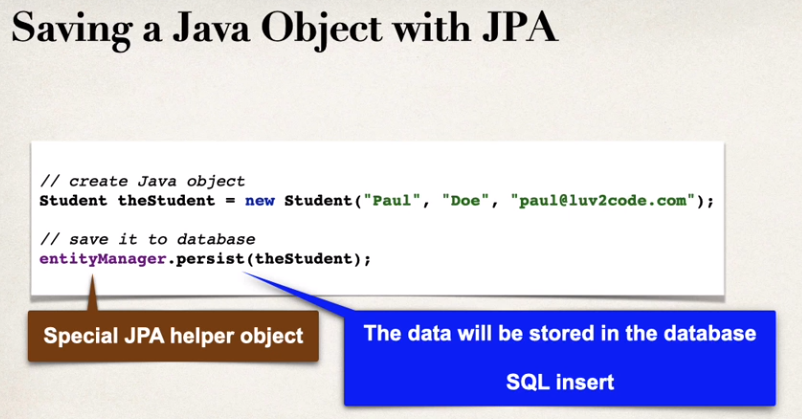 Saving a Java Object with JPA
// create Java object
Student theStudent = new Student("Paul", "Doe", "paul@luv2code.com");
// save it to database
entityManager.persist(theStudent);
Special JPA helper object
The data will be stored in the database
SQL insert